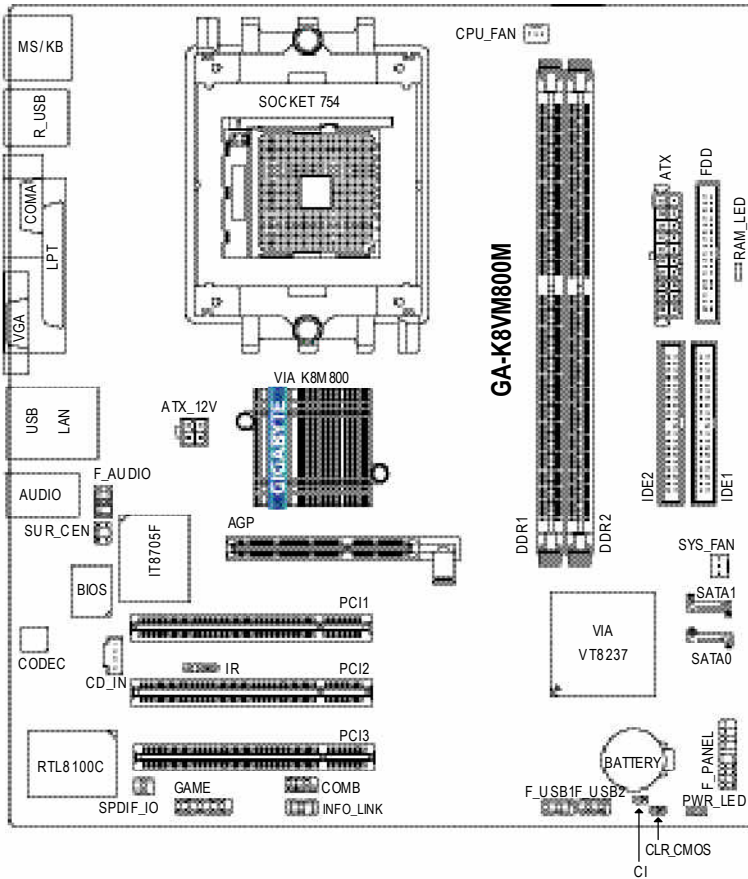 CPU_FAN
MS/KB
SOCKET 754
R_USB
ATX
FDD
COMA
LPT
RAM_LED
VGA
GA-K8VM800M
VIA K8M800
ATX_12V
USB
LAN
GIGABYTE
F_AUDIO
AUDIO
IDE2
IDE1
SUR_CEN
AGP
DDR1
DDR2
IT8705F
SYS_FAN
BIOS
SATA1
PCI1
VIA
VT8237
CODEC
SATA0
CD_IN
IR
PCI2
PCI3
RTL8100C
BATTERY
F_PANEL
GAME
COMB
F_USB1
F_USB2
SPDIF_IO
INFO_LINK
PWR_LED
CLR_CMOS
CI